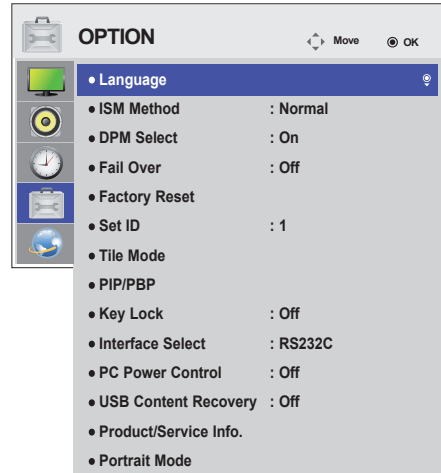 OPTION Move OK
● Language
● ISM Method : Normal
● DPM Select : On
● Fail Over : Off
● Factory Reset
● Set ID : 1
● Tile Mode
● PIP/PBP
● Key Lock : Off
● Interface Select : RS232C
● PC Power Control : Off
● USB Content Recovery : Off
● Product/Service Info.
● Portrait Mode